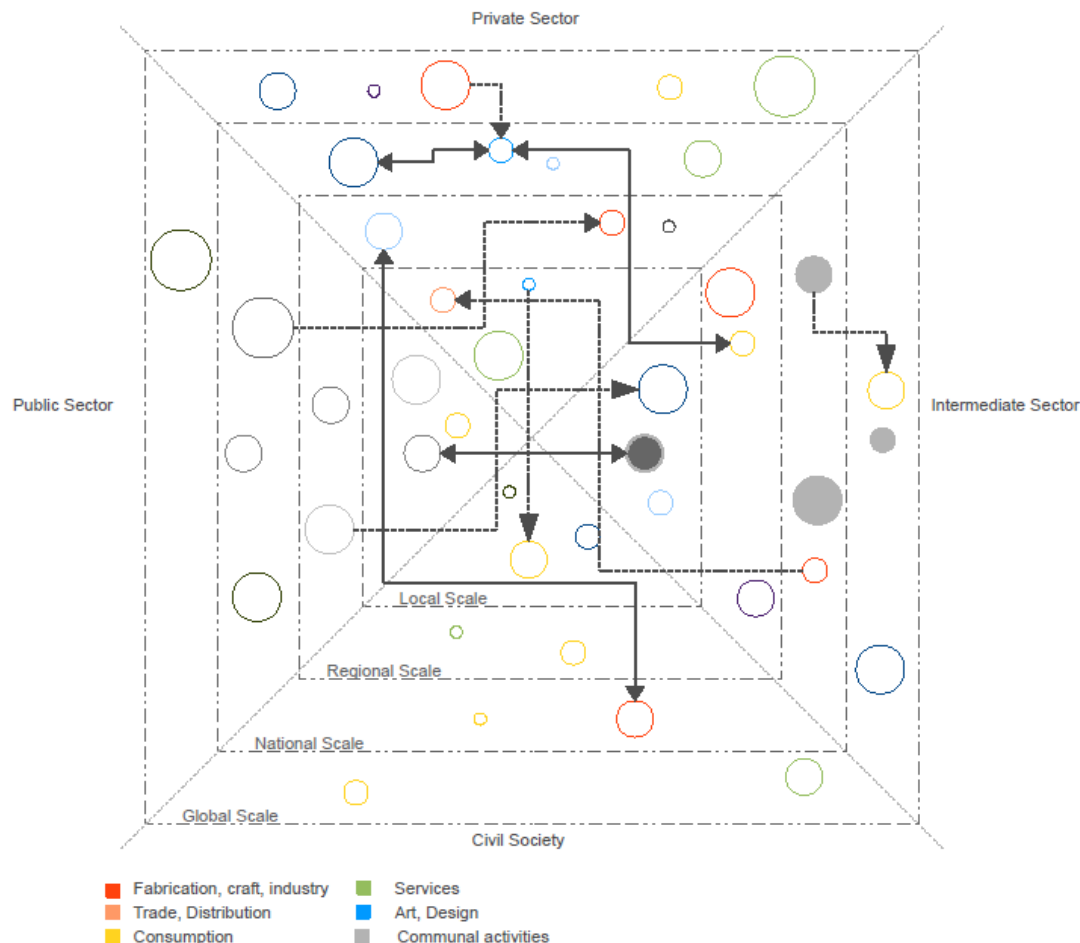 Private Sector
Public Sector
Intermediate Sector
Local Scale
Regional Scale
National Scale
Global Scale
Civil Society
Fabrication, craft, industry
Services
Trade, Distribution
Art, Design
Consumption
Communal activities